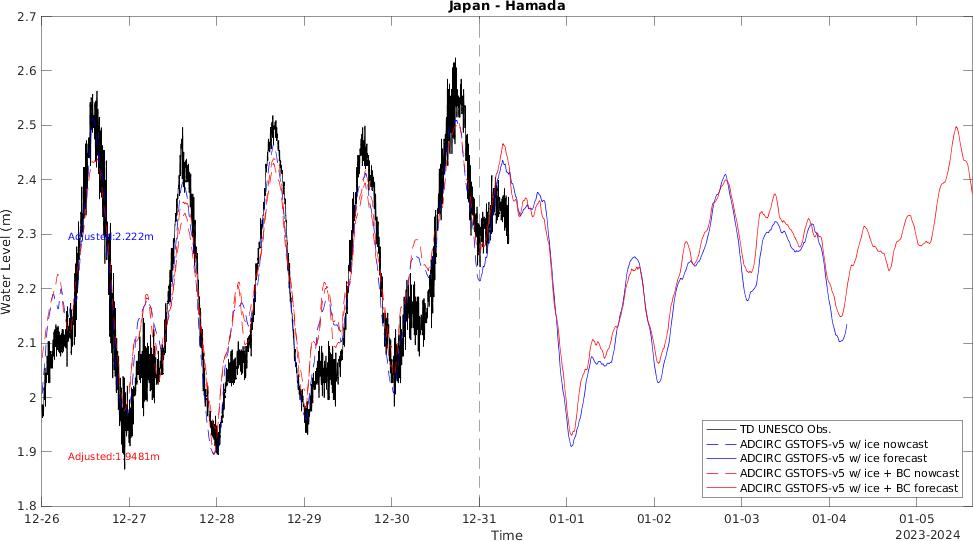 Japan - Hamada
Water Level (m)
2.7
2.6
2.5
2.4
2.3
2.2
2.1
2
1.9
1.8
Adjusted:2.222m
Adjusted:1.9481m
TD UNESCO Obs.
ADCIRC GSTOFS-v5 w/ ice nowcast
ADCIRC GSTOFS-v5 w/ ice forecast
ADCIRC GSTOFS-v5 w/ ice + BC nowcast
ADCIRC GSTOFS-v5 w/ ice + BC forecast
12-26 12-27 12-28 12-29 12-30 12-31 01-01 01-02 01-03 01-04 01-05
Time
2023-2024